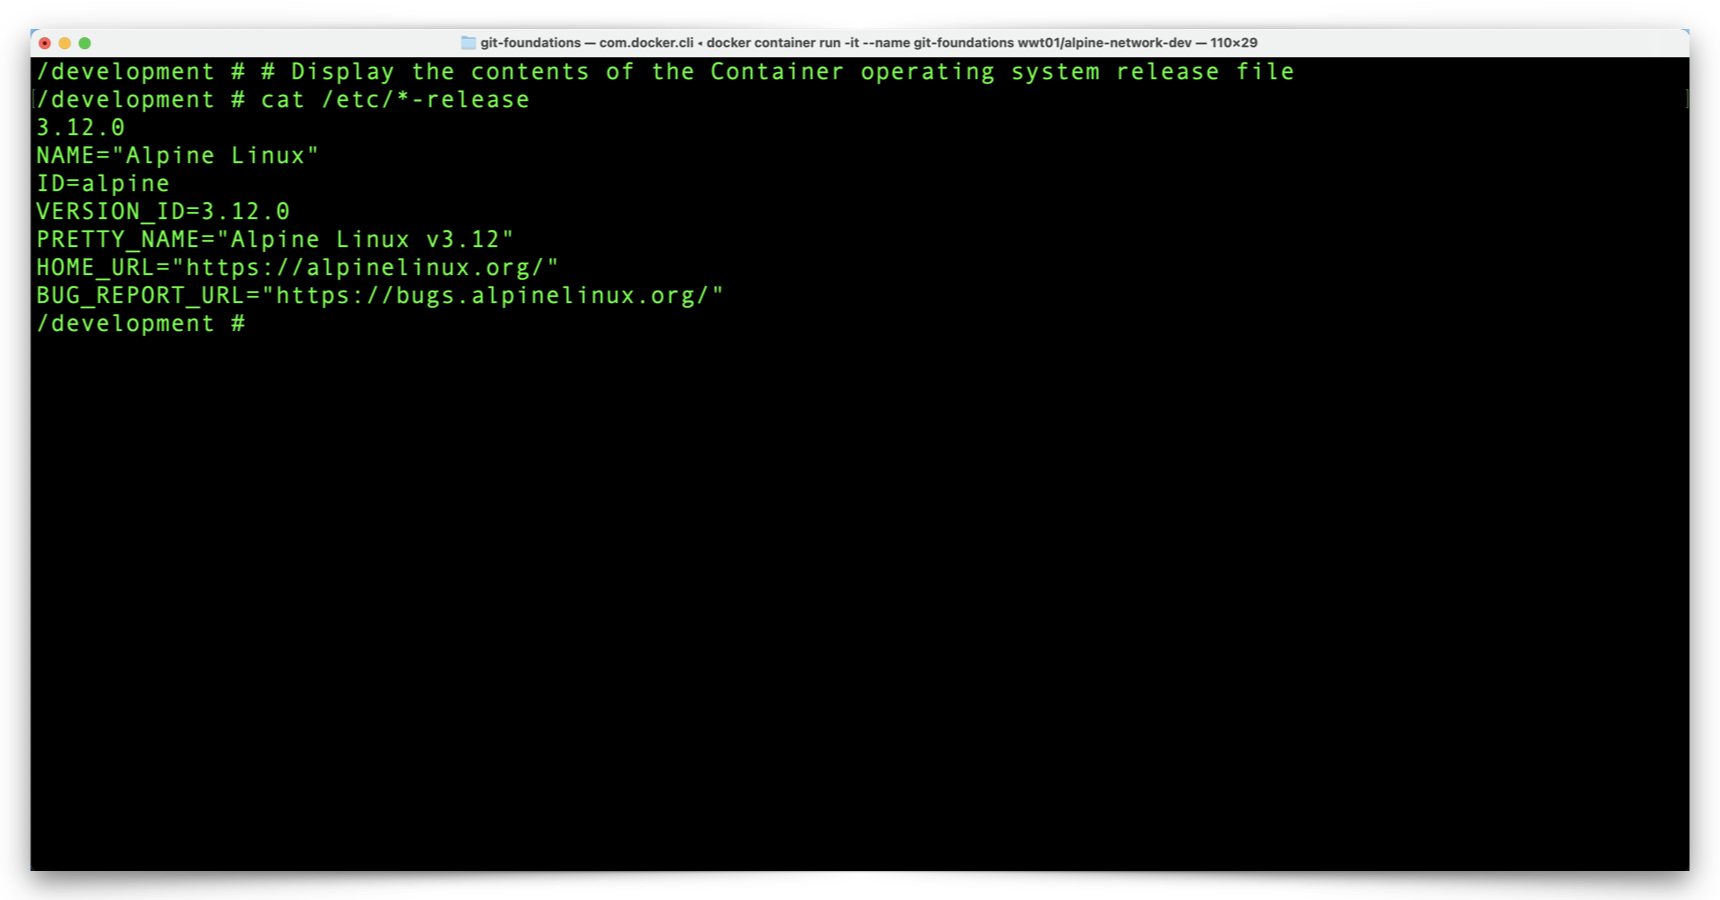 git-foundations — com.docker.cli ◂ docker container run -it --name git-foundations wwt01/alpine-network-dev — 110×29
/development # # Display the contents of the Container operating system release file
/development # cat /etc/*-release
3.12.0
NAME="Alpine Linux"
ID=alpine
VERSION_ID=3.12.0
PRETTY_NAME="Alpine Linux v3.12"
HOME_URL="https://alpinelinux.org/"
BUG_REPORT_URL="https://bugs.alpinelinux.org/"
/development #